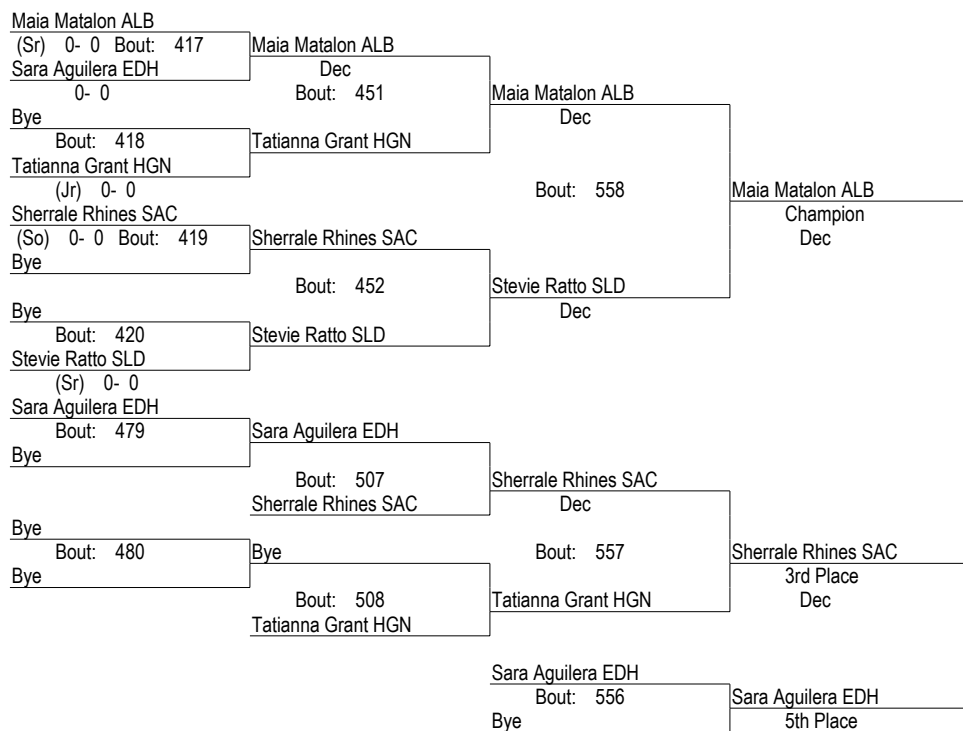 Maia Matalon ALB
(Sr) 0- 0 Bout: 417 Maia Matalon ALB
Sara Aguilera EDH Dec
0- 0 Bout: 451 Maia Matalon ALB
Bye Dec
Bout: 418 Tatianna Grant HGN
Tatianna Grant HGN
(Jr) 0- 0 Bout: 558 Maia Matalon ALB
Sherrale Rhines SAC Champion
(So) 0- 0 Bout: 419 Sherrale Rhines SAC Dec
Bye
Bout: 452 Stevie Ratto SLD
Bye Dec
Bout: 420 Stevie Ratto SLD
Stevie Ratto SLD
(Sr) 0- 0
Sara Aguilera EDH
Bout: 479 Sara Aguilera EDH
Bye
Bout: 507 Sherrale Rhines SAC
Sherrale Rhines SAC Dec
Bye
Bout: 480 Bye Bout: 557 Sherrale Rhines SAC
Bye 3rd Place
Bout: 508 Tatianna Grant HGN Dec
Tatianna Grant HGN
Sara Aguilera EDH
Bout: 556 Sara Aguilera EDH
Bye 5th Place